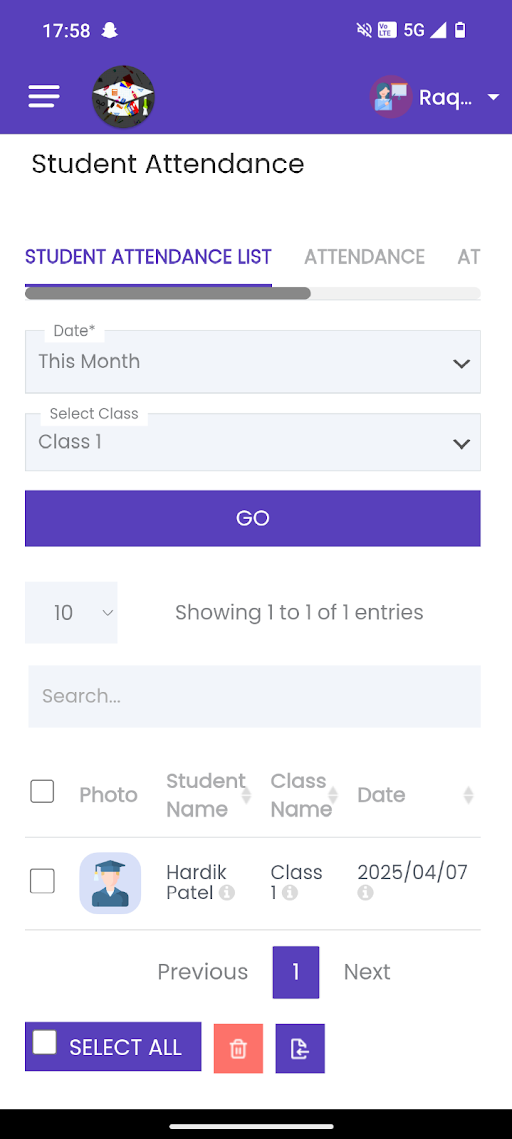 17:58 Vo LTE 5G
Raq...
Student Attendance
STUDENT ATTENDANCE LIST ATTENDANCE AT
Date*
This Month
Select Class
Class 1
GO
10 Showing 1 to 1 of 1 entries
Search...
Photo Student Name Class Name Date
Hardik Patel Class 1 2025/04/07
Previous 1 Next
SELECT ALL